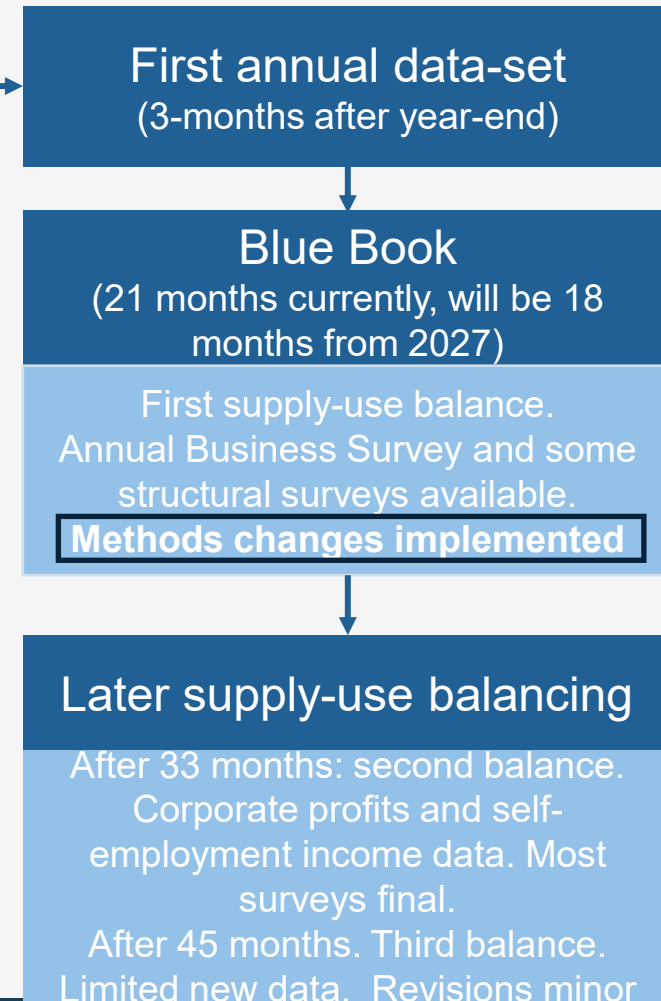 First annual data-set
(3-months after year-end)
Blue Book
(21 months currently, will be 18
months from 2027)
First supply-use balance.
Annual Business Survey and some
structural surveys available.
Methods changes implemented
Later supply-use balancing
After 33 months: second balance.
Corporate profits and self-
employment income data. Most
surveys final.
After 45 months. Third balance.
Limited new data.  Revisions minor